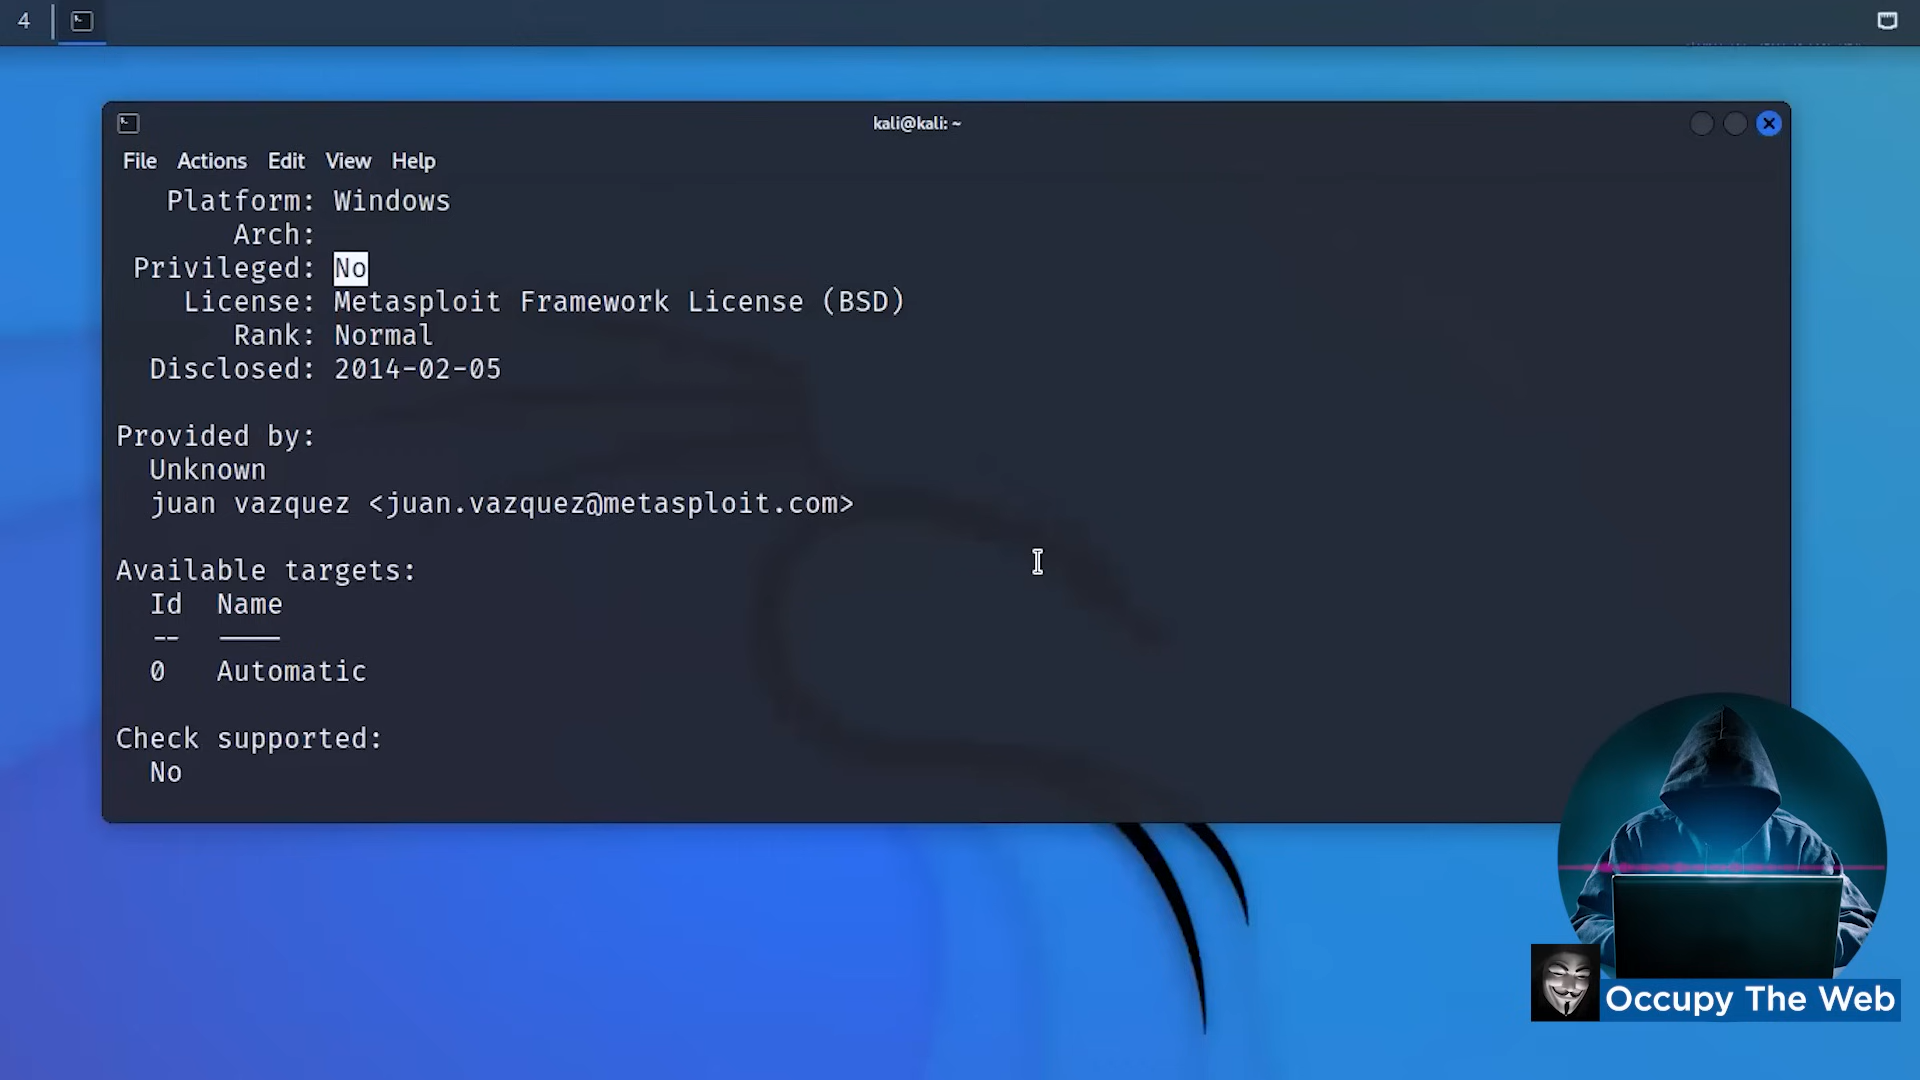 4
kali@kali: ~
File Actions Edit View Help
Platform: Windows
Arch:
Privileged: No
License: Metasploit Framework License (BSD)
Rank: Normal
Disclosed: 2014-02-05
Provided by:
Unknown
juan vazquez <juan.vazquez@metasploit.com>
Available targets:
Id Name
-- ----
0 Automatic
Check supported:
No
Occupy The Web